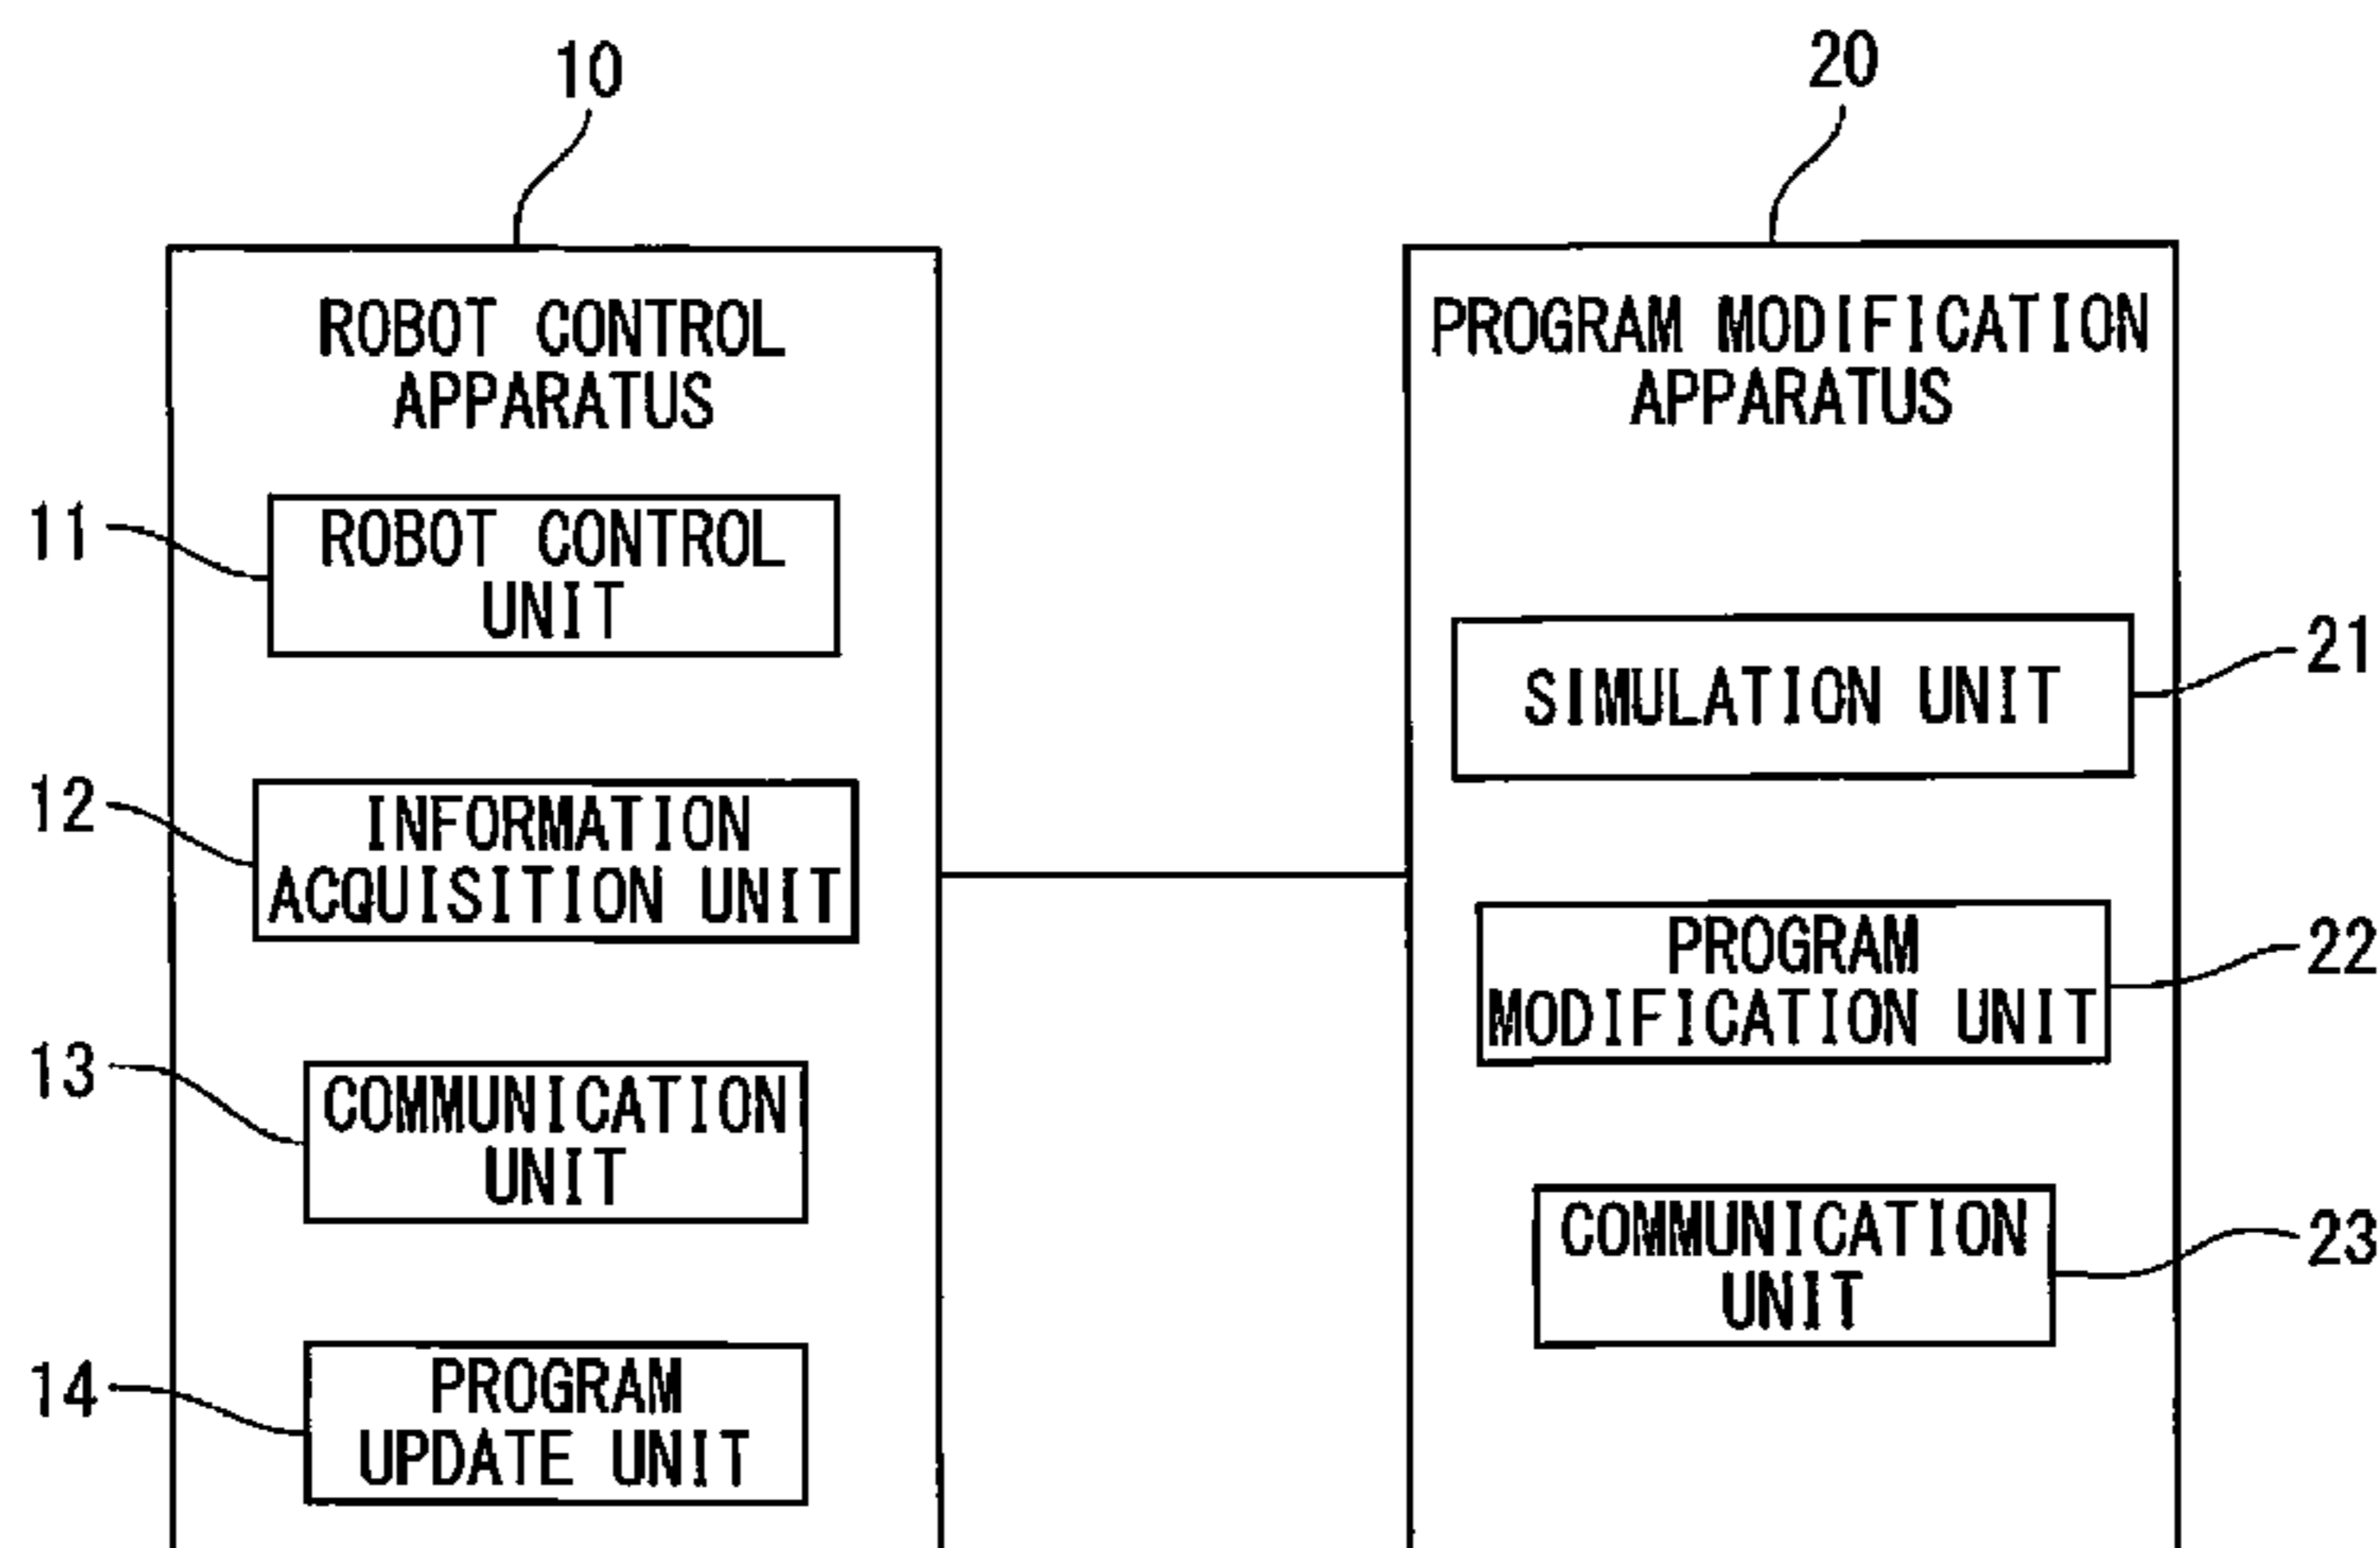 10
ROBOT CONTROL
APPARATUS
11
ROBOT CONTROL
UNIT
12
INFORMATION
ACQUISITION UNIT
13
COMMUNICATION
UNIT
14
PROGRAM
UPDATE UNIT
20
PROGRAM MODIFICATION
APPARATUS
SIMULATION UNIT
21
PROGRAM
MODIFICATION UNIT
22
COMMUNICATION
UNIT
23